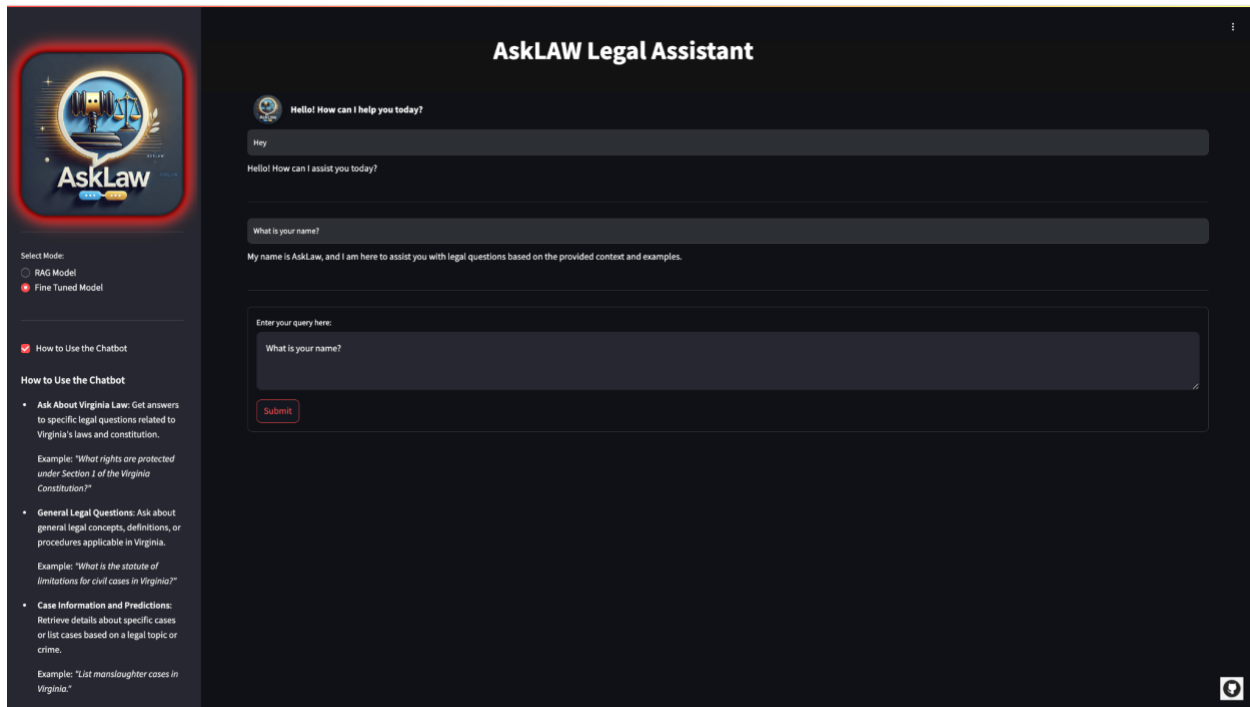 AskLaw
Select Mode:
RAG Model
Fine Tuned Model
How to Use the Chatbot
How to Use the Chatbot
Ask About Virginia Law: Get answers
to specific legal questions related to
Virginia's laws and constitution.
Example: "What rights are protected
under Section 1 of the Virginia
Constitution?"
General Legal Questions: Ask about
general legal concepts, definitions, or
procedures applicable in Virginia.
Example: "What is the statute of
limitations for civil cases in Virginia?"
Case Information and Predictions:
Retrieve details about specific cases
or list cases based on a legal topic or
crime.
Example: "List manslaughter cases in
Virginia."
AskLAW Legal Assistant
Hello! How can I help you today?
Hey
Hello! How can I assist you today?
What is your name?
My name is AskLaw, and I am here to assist you with legal questions based on the provided context and examples.
Enter your query here:
What is your name?
Submit